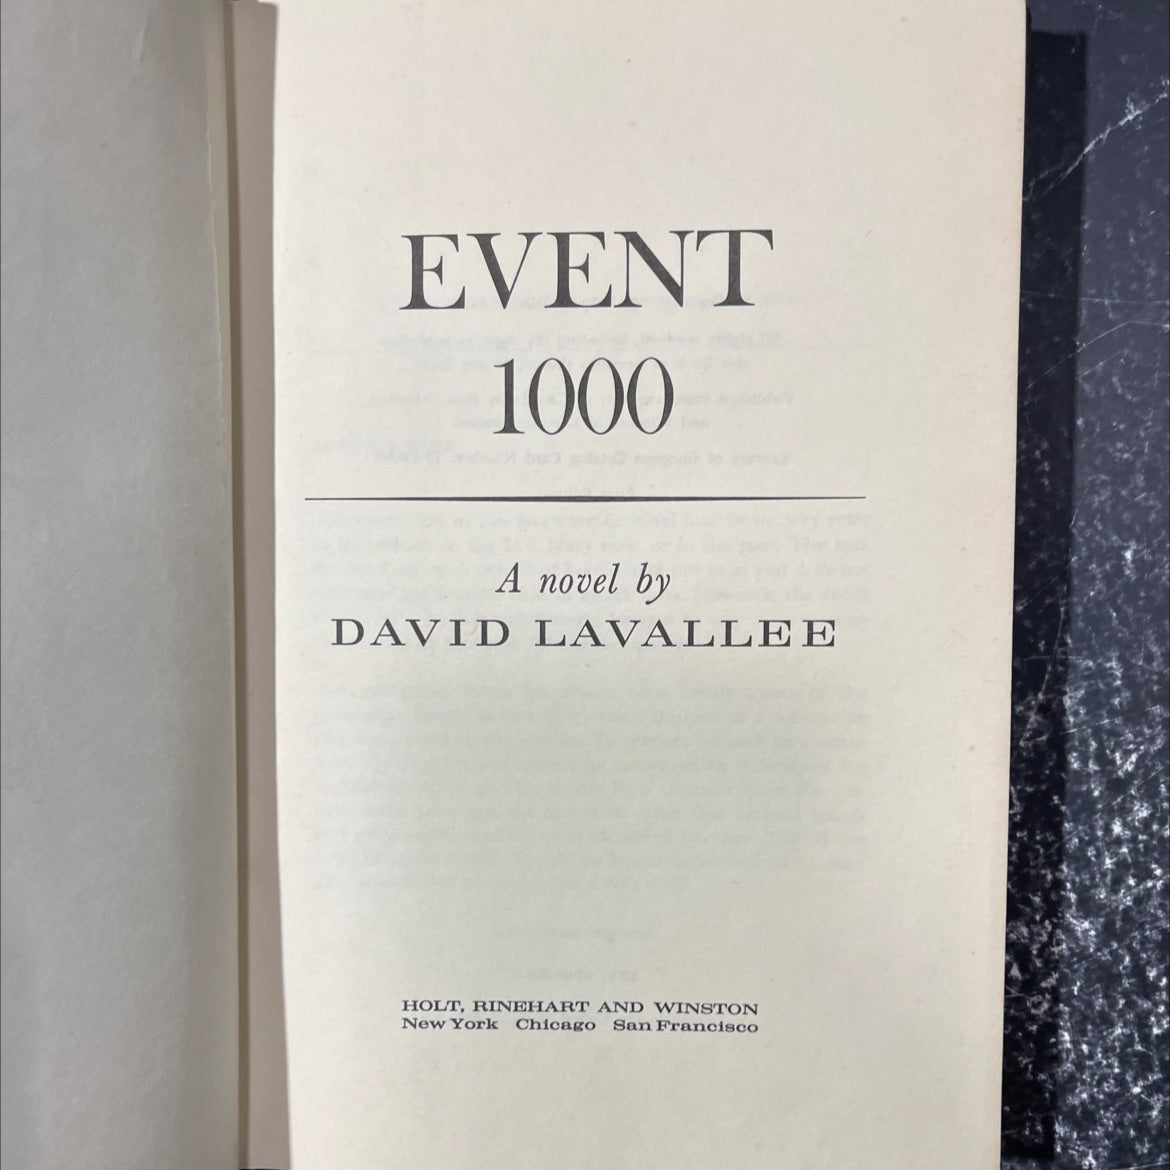 EVENT
1000
A novel by
DAVID LAVALLEE
HOLT, RINEHART AND WINSTON
New York Chicago San Francisco